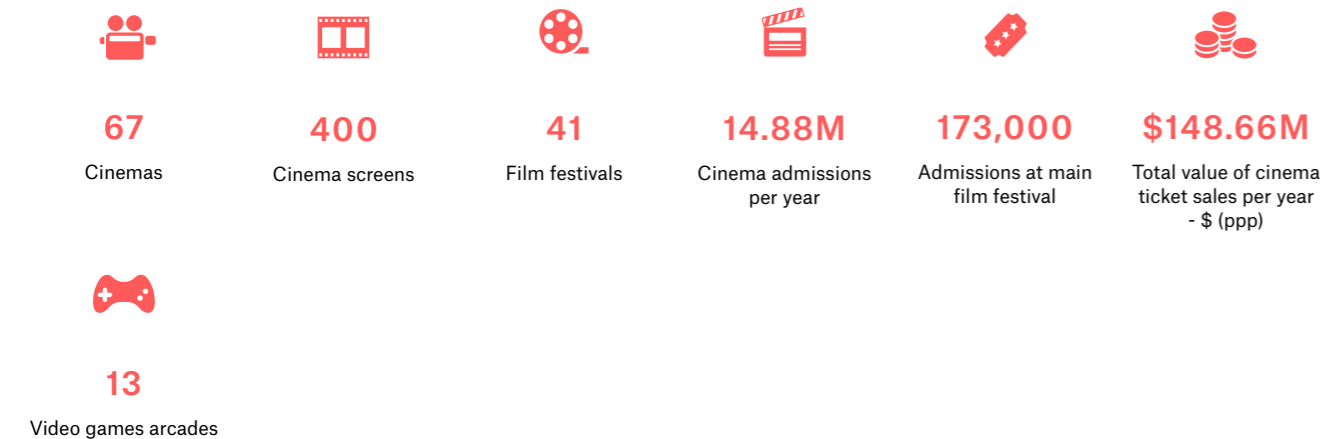 67
Cinemas
400
Cinema screens
41
Film festivals
14.88M
Cinema admissions
per year
173,000
Admissions at main
film festival
$148.66M
Total value of cinema
ticket sales per year
- $ (ppp)
13
Video games arcades